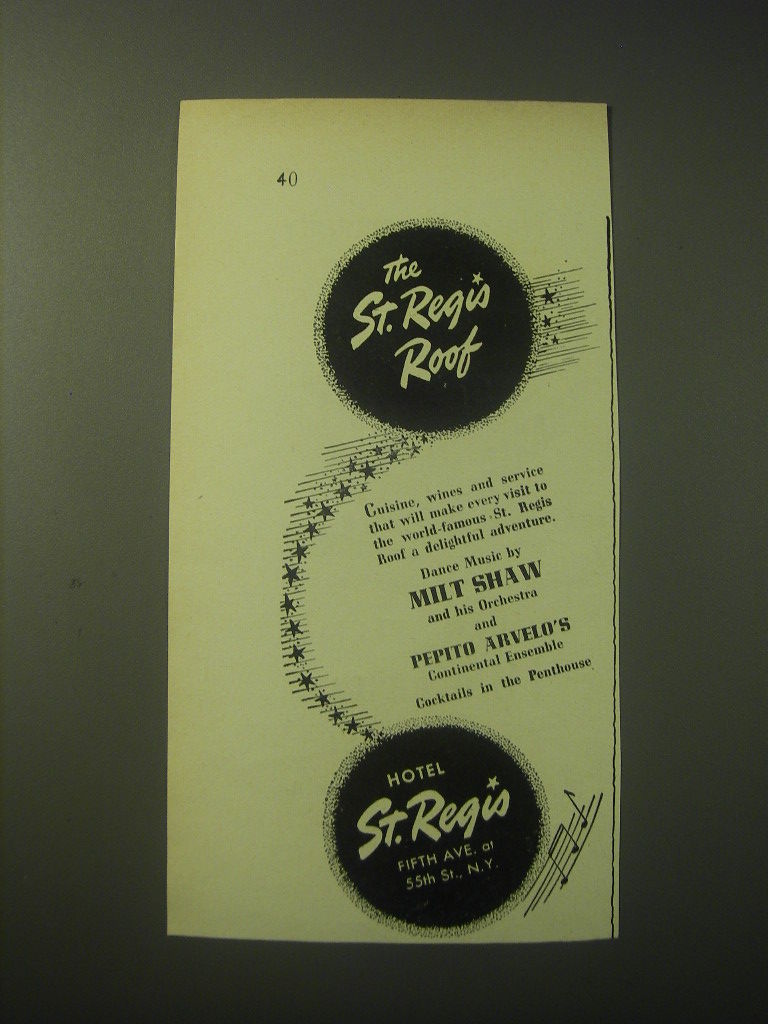 40
The
St. Regis
Roof
Cuisine, wines and service
that will make every visit to
the world-famous St. Regis
Roof a delightful adventure.
Dance Music by
MILT SHAW
and his Orchestra
and
PEPITO ARVELO'S
Continental Ensemble
Cocktails in the Penthouse
HOTEL
St. Regis
FIFTH AVE. at
55th St., N.Y.